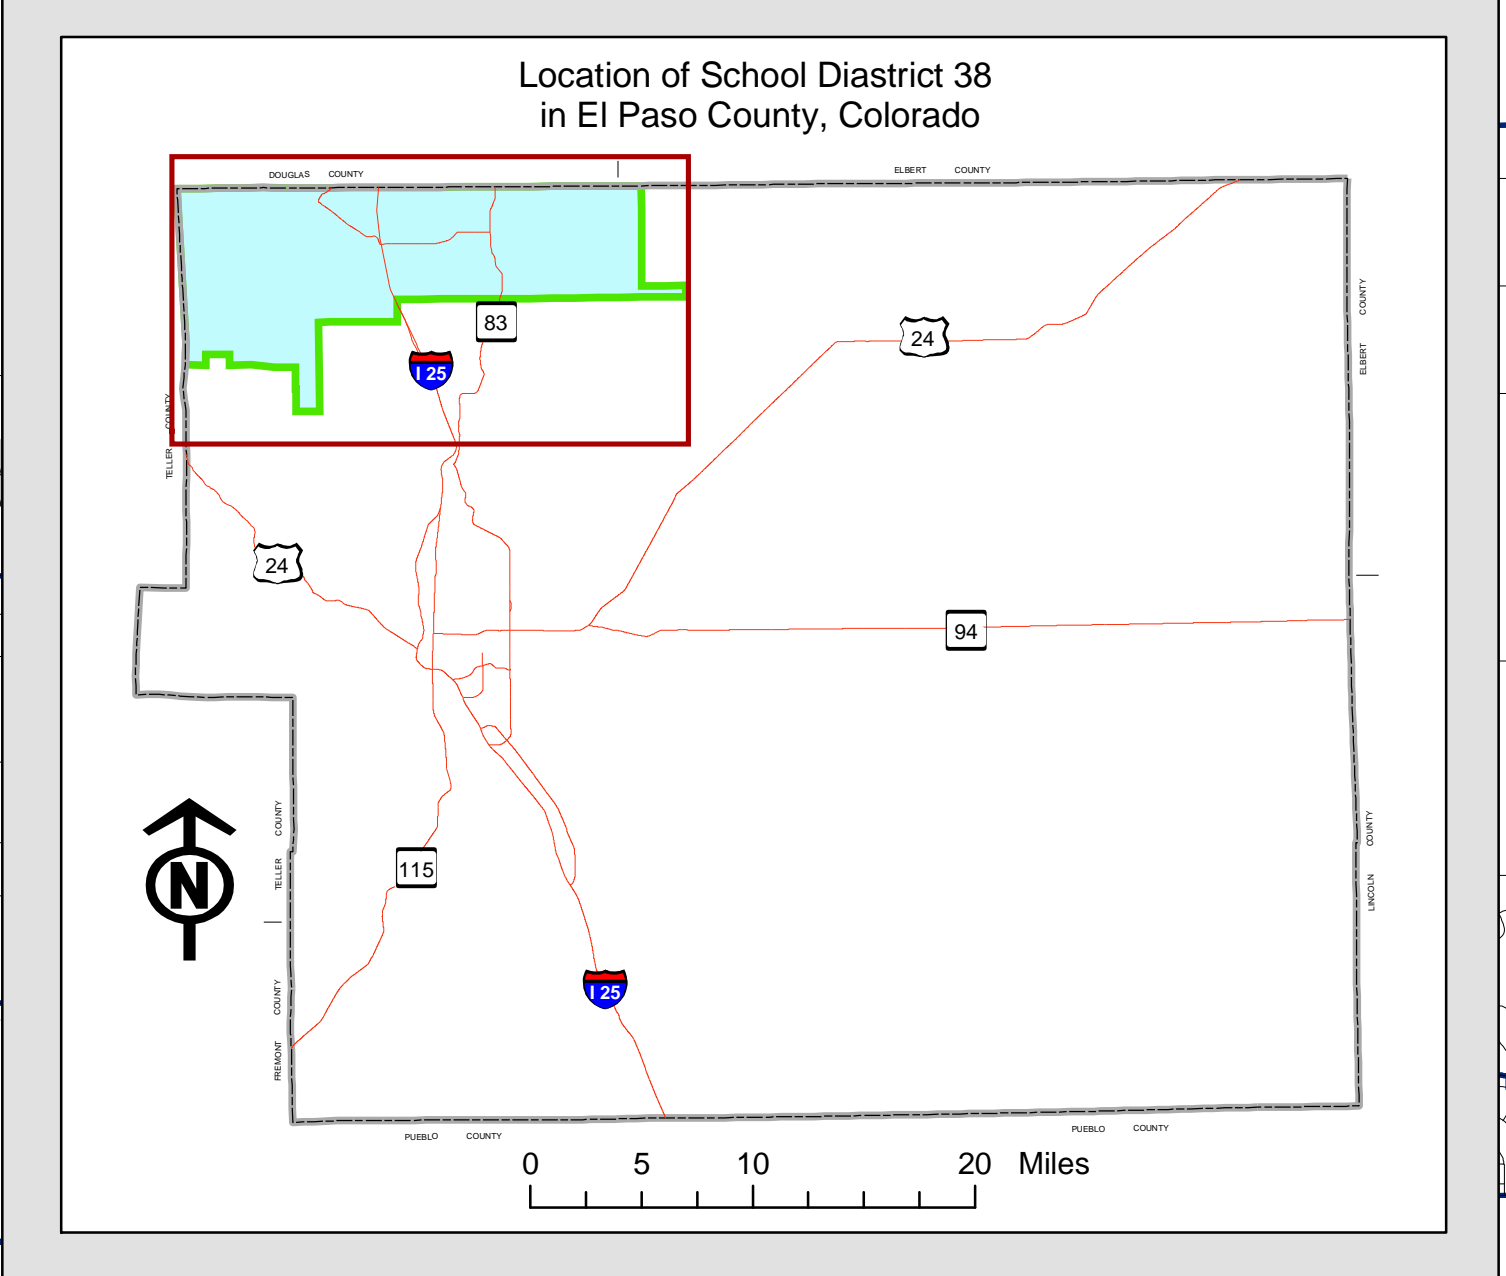 Location of School Diastrict 38
in El Paso County, Colorado
DOUGLAS COUNTY
ELBERT COUNTY
83
24
I 25
ELBERT COUNTY
TELLER COUNTY
24
94
TELLER COUNTY
115
LINCOLN COUNTY
N
I 25
FREMONT COUNTY
PUEBLO COUNTY
PUEBLO COUNTY
0 5 10 20 Miles